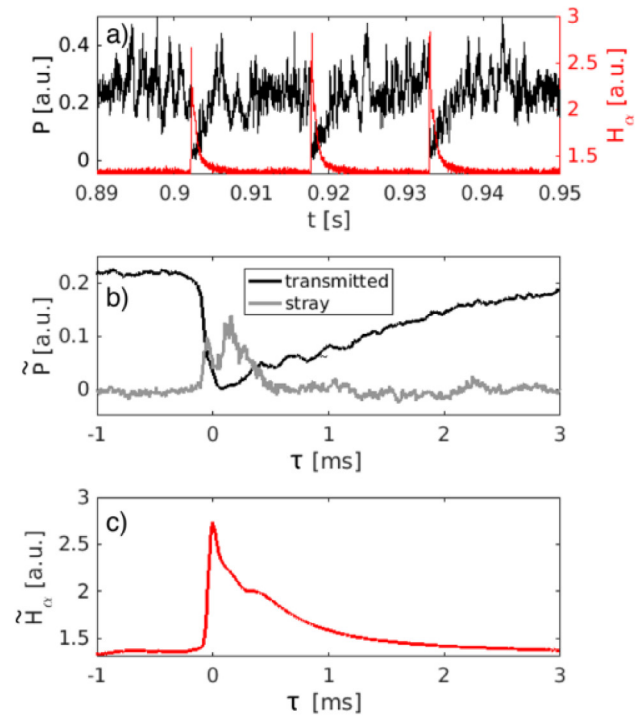 a)
P [a.u.]
0.4
0.2
0
3
2.5
2
1.5
H α [a.u.]
0.89 0.9 0.91 0.92 0.93 0.94 0.95
t [s]
b)
P̃ [a.u.]
0.2
0.1
0
transmitted
stray
-1 0 1 2 3
τ [ms]
c)
H̃ α [a.u.]
3
2.5
2
1.5
-1 0 1 2 3
τ [ms]